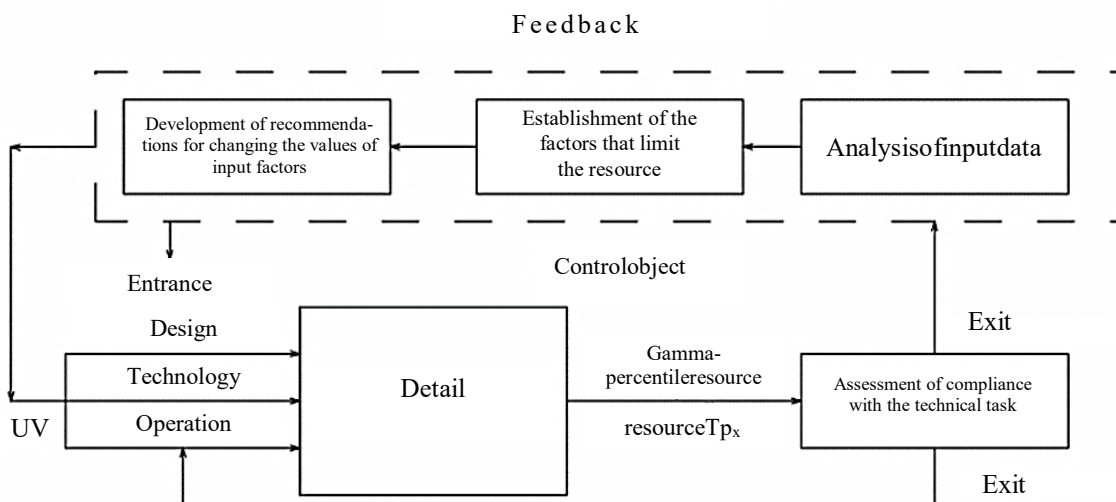 Feedback
Development of recommenda-
tions for changing the values of
input factors
Establishment of the
factors that limit
the resource
Analysisofinputdata
Entrance
Controlobject
Design
Technology
Operation
UV
Detail
Gamma-
percentileresource
resourceTpₓ
Exit
Assessment of compliance
with the technical task
Exit